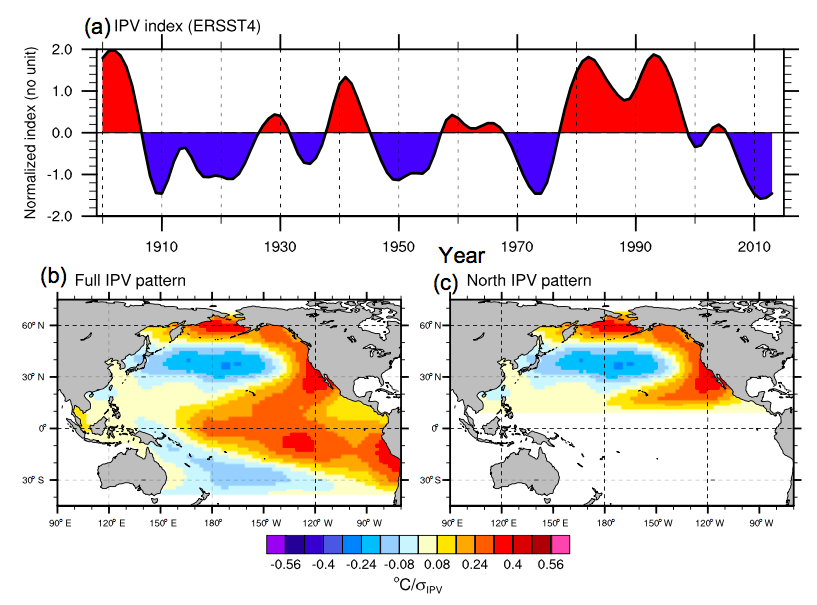 (a) IPV index (ERSST4)
Normalized index (no unit)
2.0
1.0
0.0
-1.0
-2.0
1910 1930 1950 1970 1990 2010
Year
(b) Full IPV pattern
60° N
30° N
0°
30° S
90° E 120° E 150° E 180° 150° W 120° W 90° W
(c) North IPV pattern
60° N
30° N
0°
30° S
90° E 120° E 150° E 180° 150° W 120° W 90° W
-0.56 -0.4 -0.24 -0.08 0.08 0.24 0.4 0.56
°C/σIPV